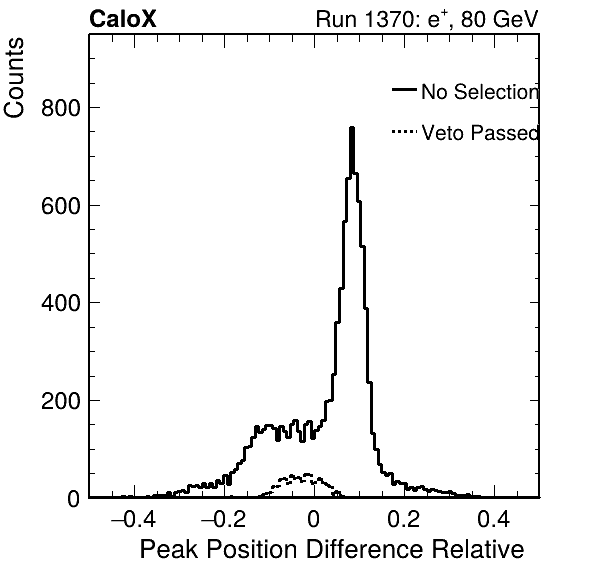 CaloX Run 1370: e⁺, 80 GeV
Counts
No Selection
Veto Passed
800
600
400
200
0
−0.4 −0.2 0 0.2 0.4
Peak Position Difference Relative